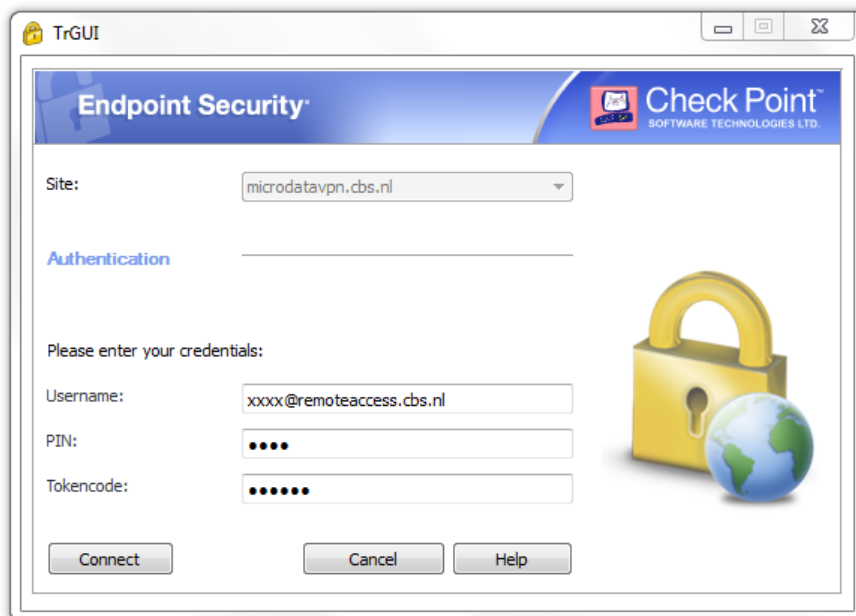 TrGUI
Endpoint Security
Check Point™
SOFTWARE TECHNOLOGIES LTD.
Site:
microdatavpn.cbs.nl
Authentication
Please enter your credentials:
Username:
xxxx@remoteaccess.cbs.nl
PIN:
••••
Tokencode:
••••••
Connect
Cancel
Help